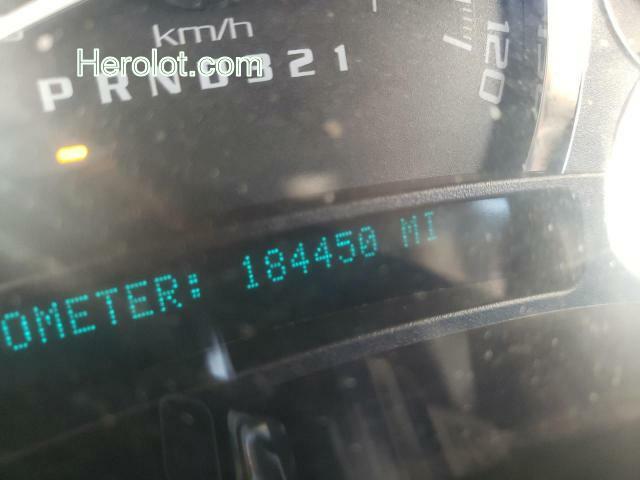 km/h
Herolot.com
PRND321
120
OMETER: 184450 MI